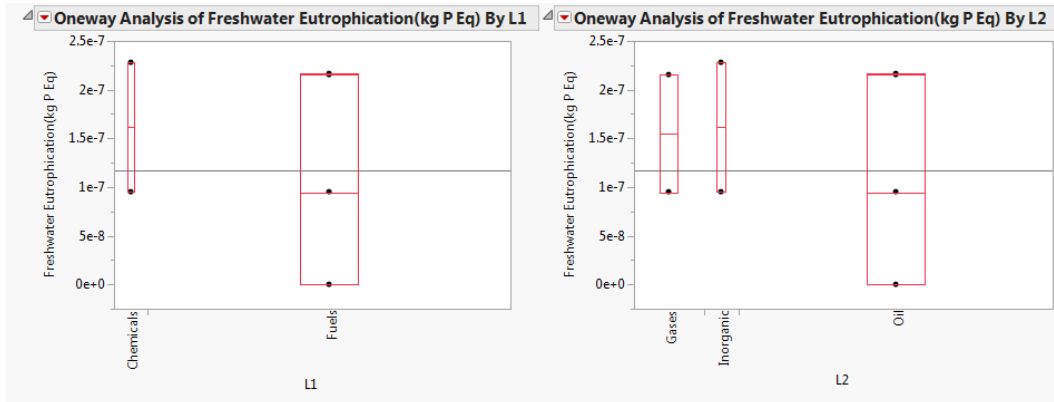 Oneway Analysis of Freshwater Eutrophication(kg P Eq) By L1
Freshwater Eutrophication(kg P Eq)
2.5e-7
2e-7
1.5e-7
1e-7
5e-8
0e+0
Chemicals
Fuels
L1
Oneway Analysis of Freshwater Eutrophication(kg P Eq) By L2
Freshwater Eutrophication(kg P Eq)
2.5e-7
2e-7
1.5e-7
1e-7
5e-8
0e+0
Gases
Inorganic
Oil
L2